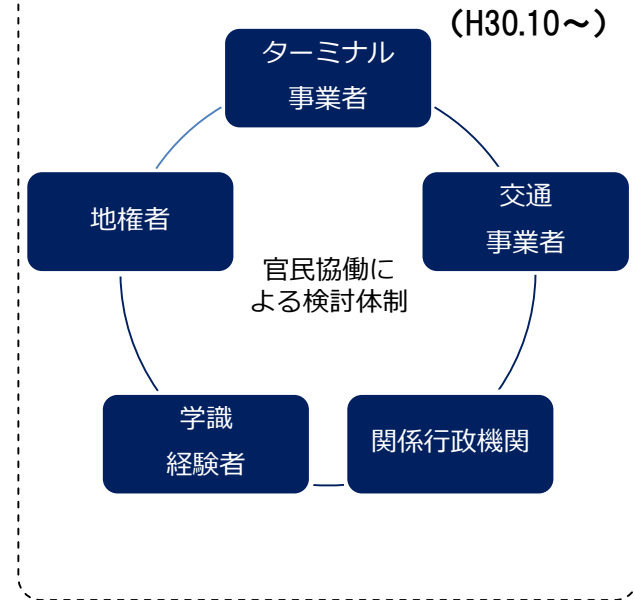 （H30.10～）
ターミナル
事業者
地権者
交通
事業者
官民協働に
よる検討体制
学識
経験者
関係行政機関